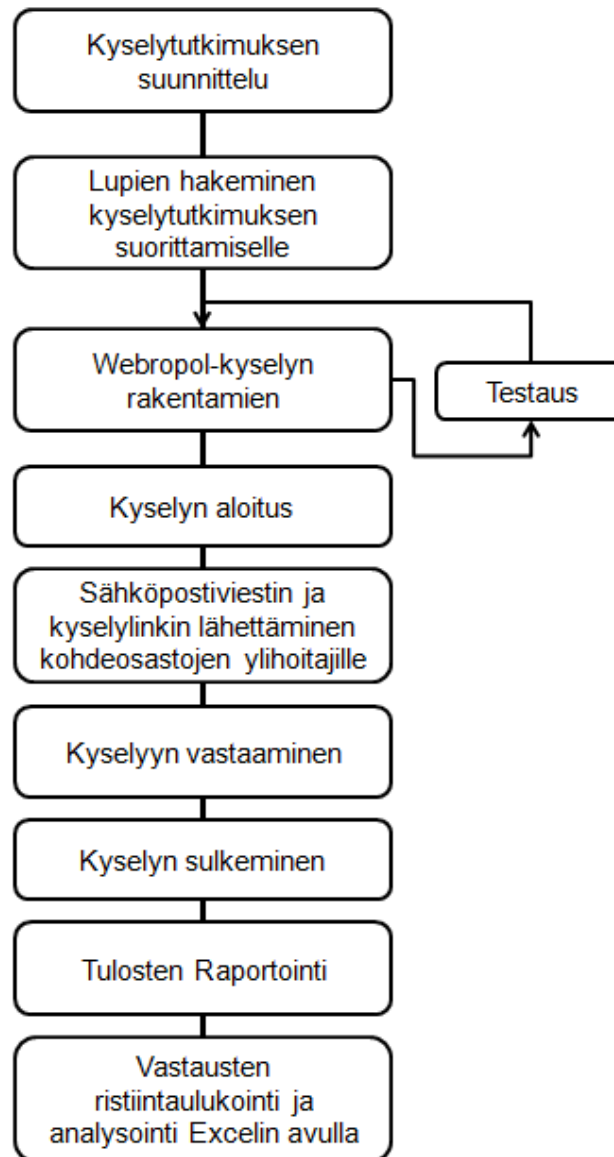 Kyselytutkimuksen
suunnittelu
Lupien hakeminen
kyselytutkimuksen
suorittamiselle
Webropol-kyselyn
rakentamien
Testaus
Kyselyn aloitus
Sähköpostiviestin ja
kyselylinkin lähettäminen
kohdeosastojen ylihoitajille
Kyselyyn vastaaminen
Kyselyn sulkeminen
Tulosten Raportointi
Vastausten
ristiintaulukointi ja
analysointi Excelin avulla